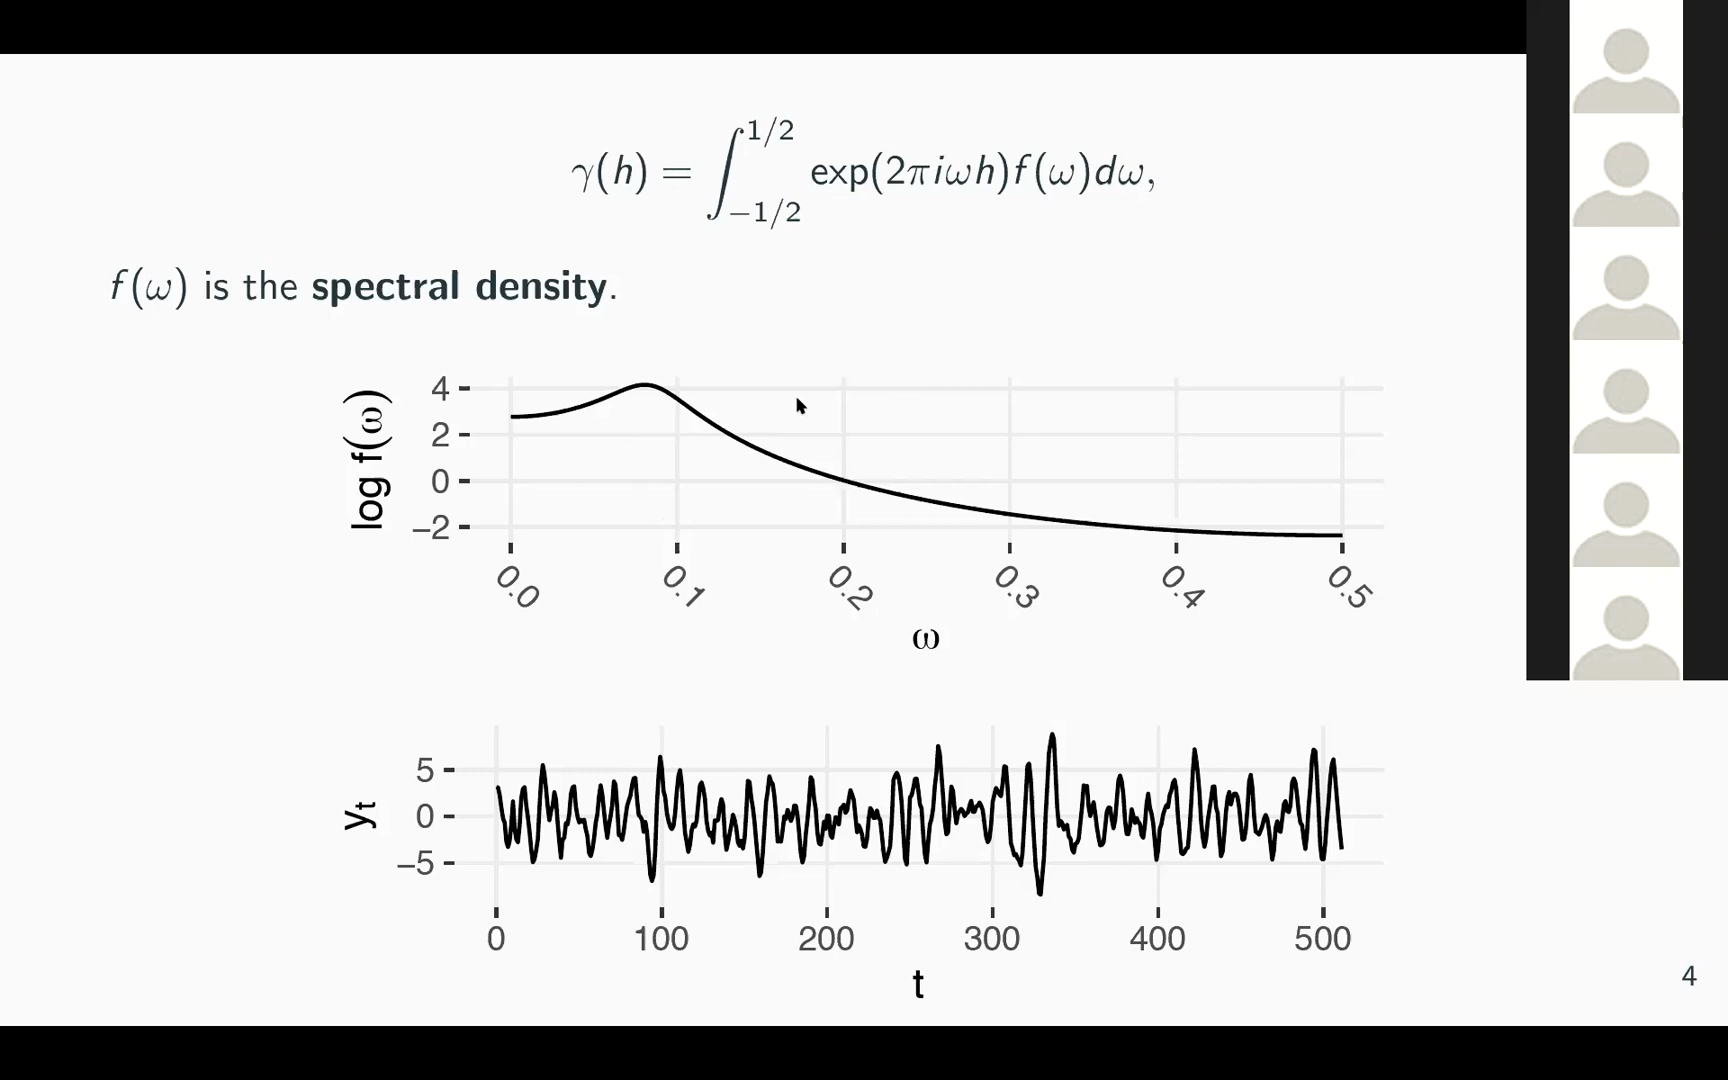 γ(h) = ∫_{-1/2}^{1/2} exp(2πiωh)f(ω)dω,
f(ω) is the spectral density.
log f(ω)
4
2
0
−2
0.0 0.1 0.2 0.3 0.4 0.5
ω
y_t
5
0
−5
0 100 200 300 400 500
t
4